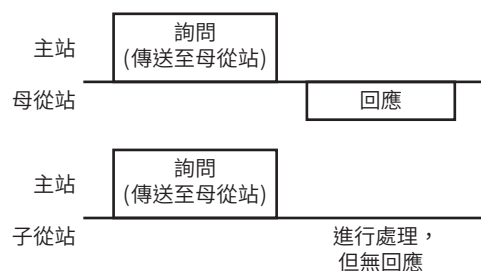 詢問
主站
(傳送至母從站)
母從站
回應
詢問
主站
(傳送至母從站)
子從站
進行處理，
但無回應